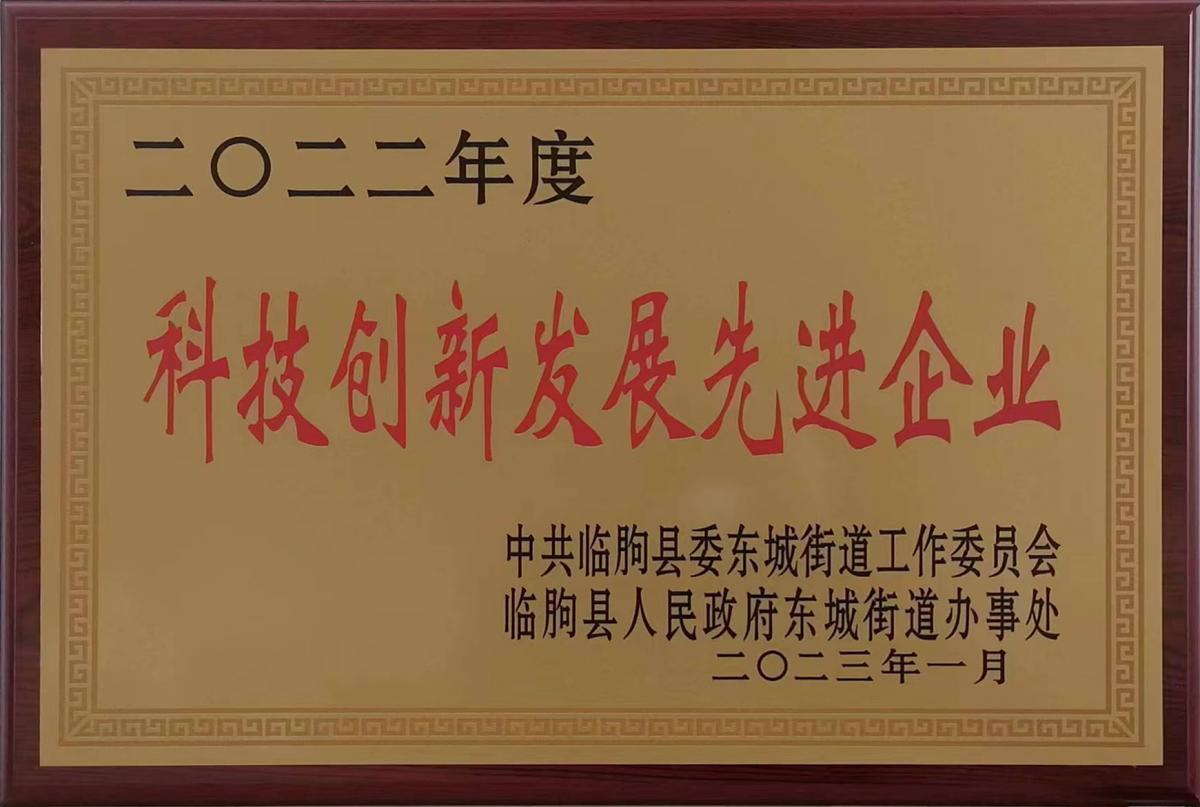 二〇二二年度
科技创新发展先进企业
中共临朐县委东城街道工作委员会
临朐县人民政府东城街道办事处
二〇二三年一月